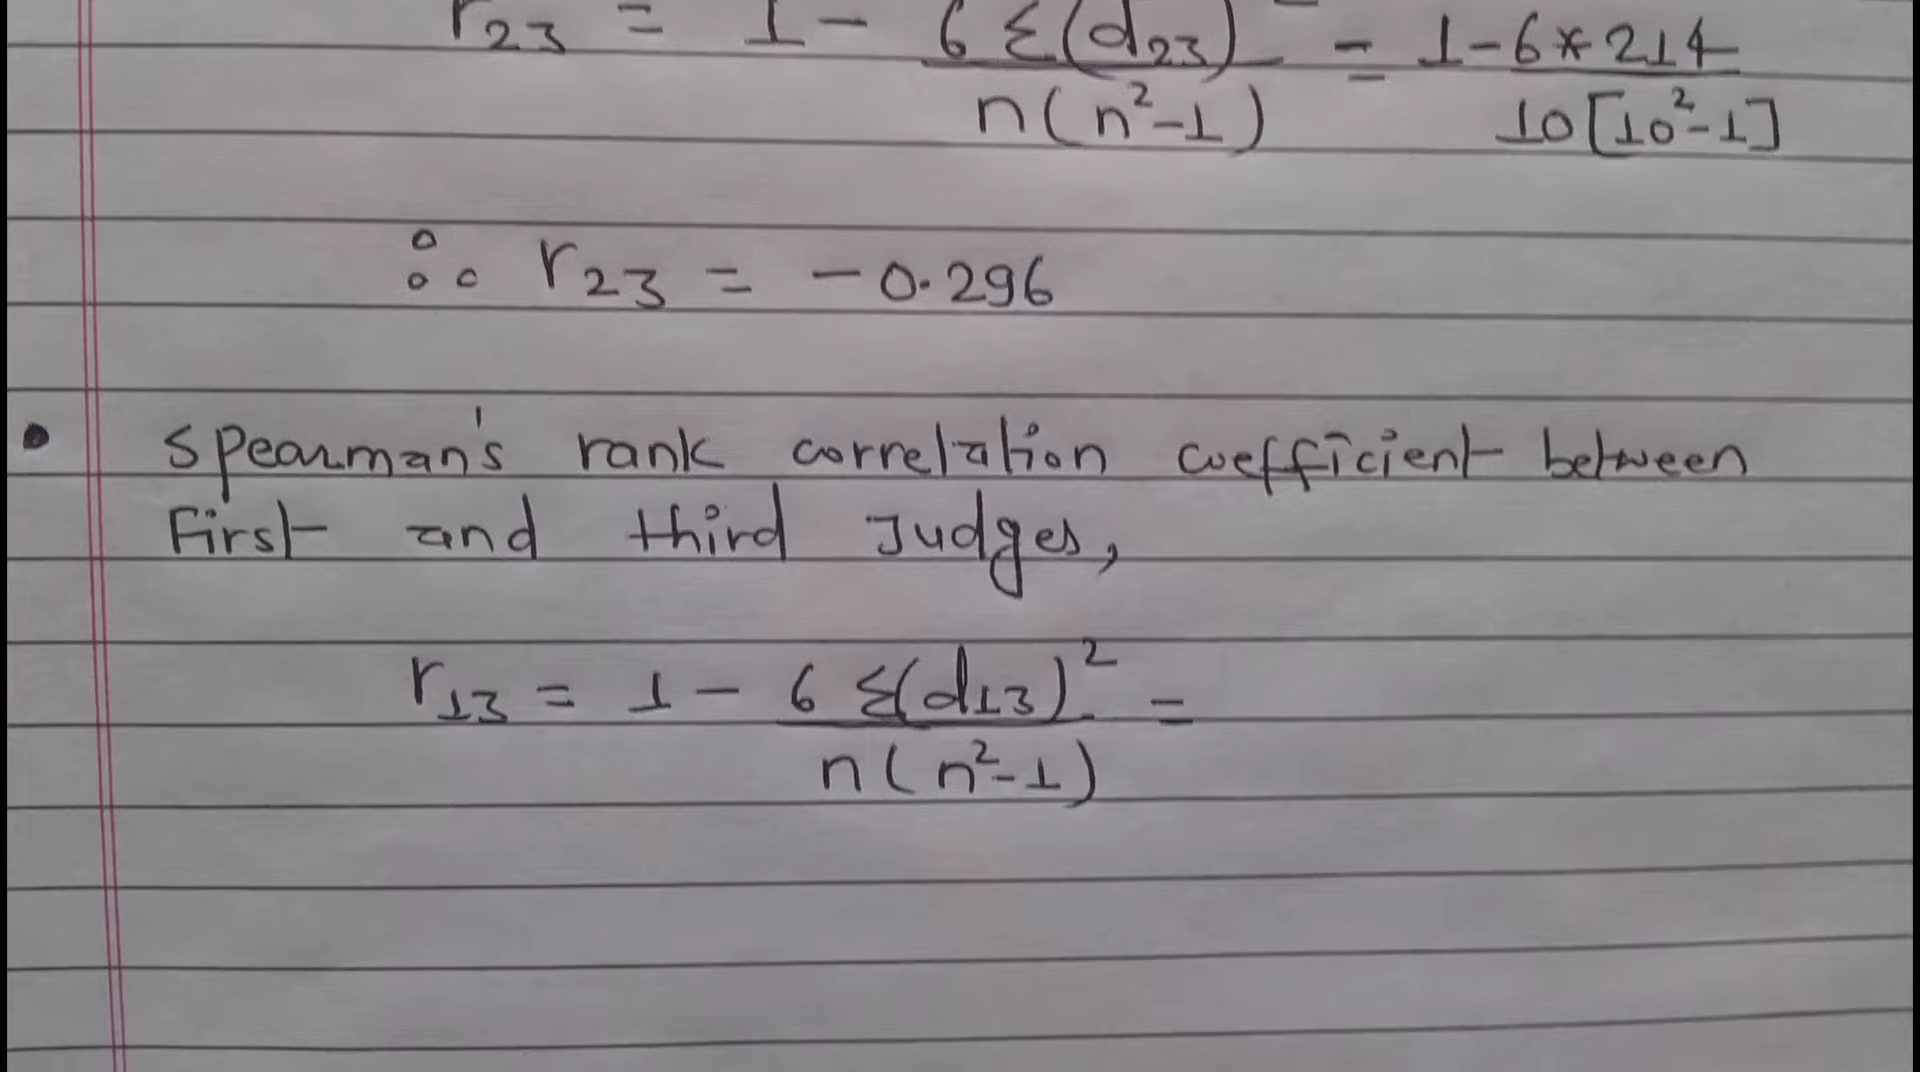 r₂₃ = 1 - 6 Σ(d₂₃)² / n(n²-1) = 1 - 6*214 / 10[10²-1]
∴ r₂₃ = -0.296
• Spearman's rank correlation coefficient between
First and third Judges,
r₁₃ = 1 - 6 Σ(d₁₃)² / n(n²-1) =